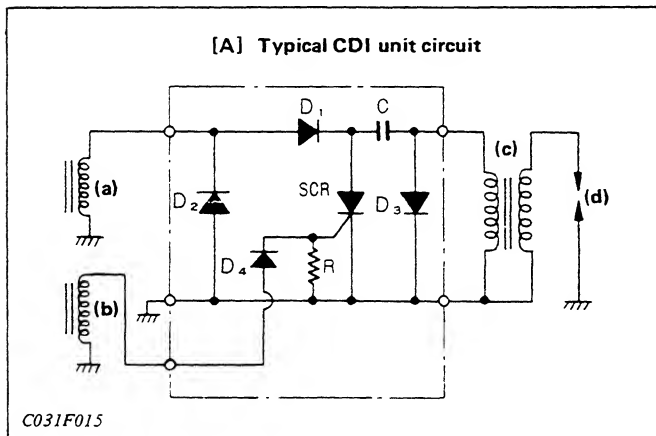 [A] Typical CDI unit circuit
D1 C
(c)
(a) D2 SCR D3 (d)
D4 R
(b)
C031F015